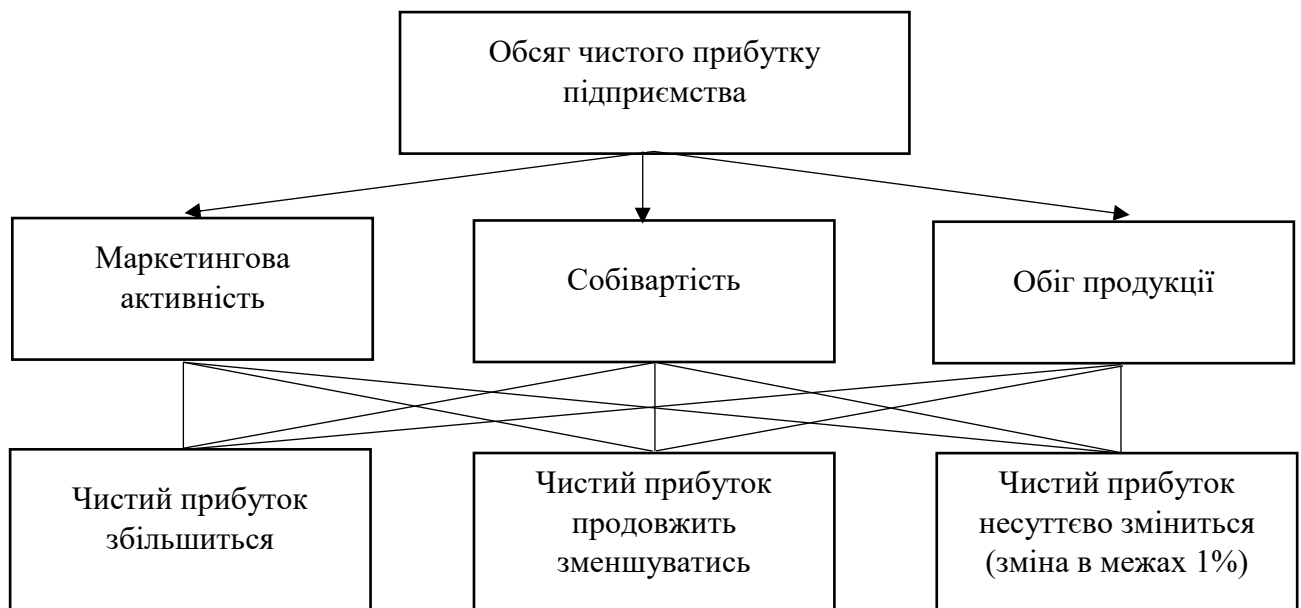 Обсяг чистого прибутку
підприємства
Маркетингова
активність
Собівартість
Обіг продукції
Чистий прибуток
збільшиться
Чистий прибуток
продовжить
зменшуватись
Чистий прибуток
несуттєво зміниться
(зміна в межах 1%)